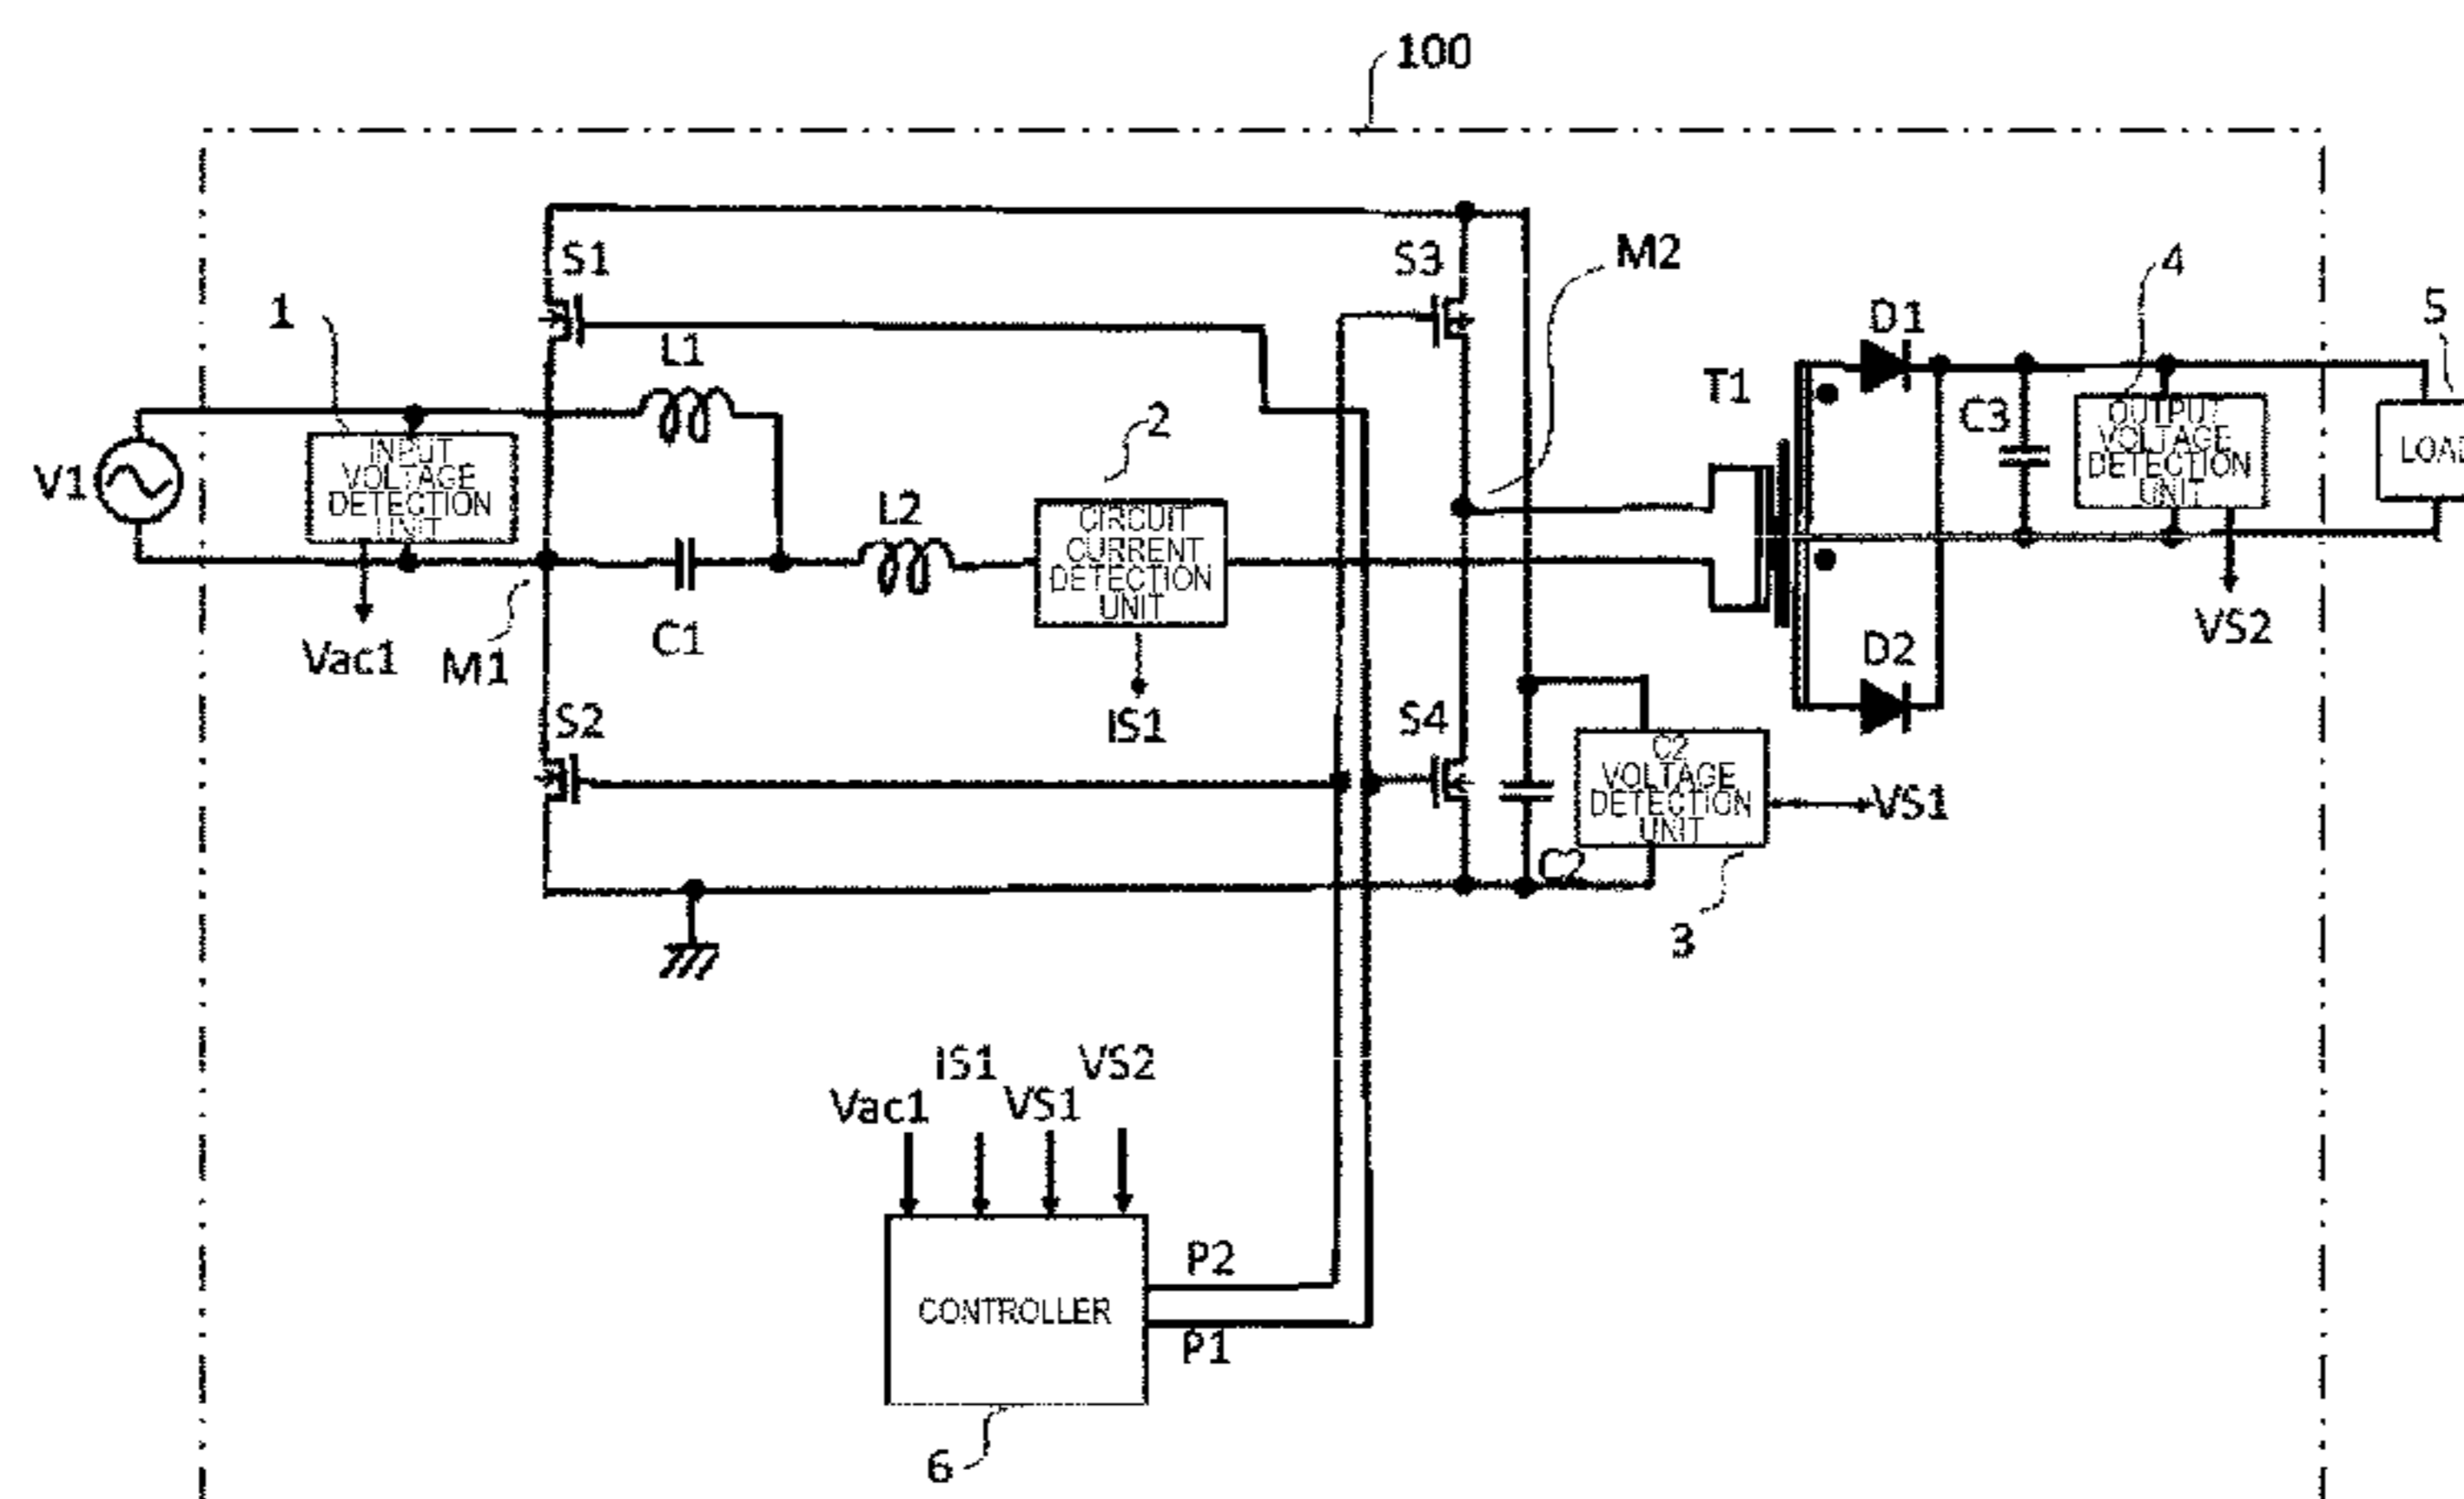 100
S1
S3
M2
4
1
D1
5
L1
T1
C3
OUTPUT
VOLTAGE
DETECTION
UNIT
2
V1
INPUT
VOLTAGE
DETECTION
UNIT
L2
CIRCUIT
CURRENT
DETECTION
UNIT
Vac1
M1
C1
D2
VS2
S2
IS1
S4
C2
VOLTAGE
DETECTION
UNIT
VS1
C2
3
IS1
VS2
Vac1
VS1
P2
CONTROLLER
P1
6